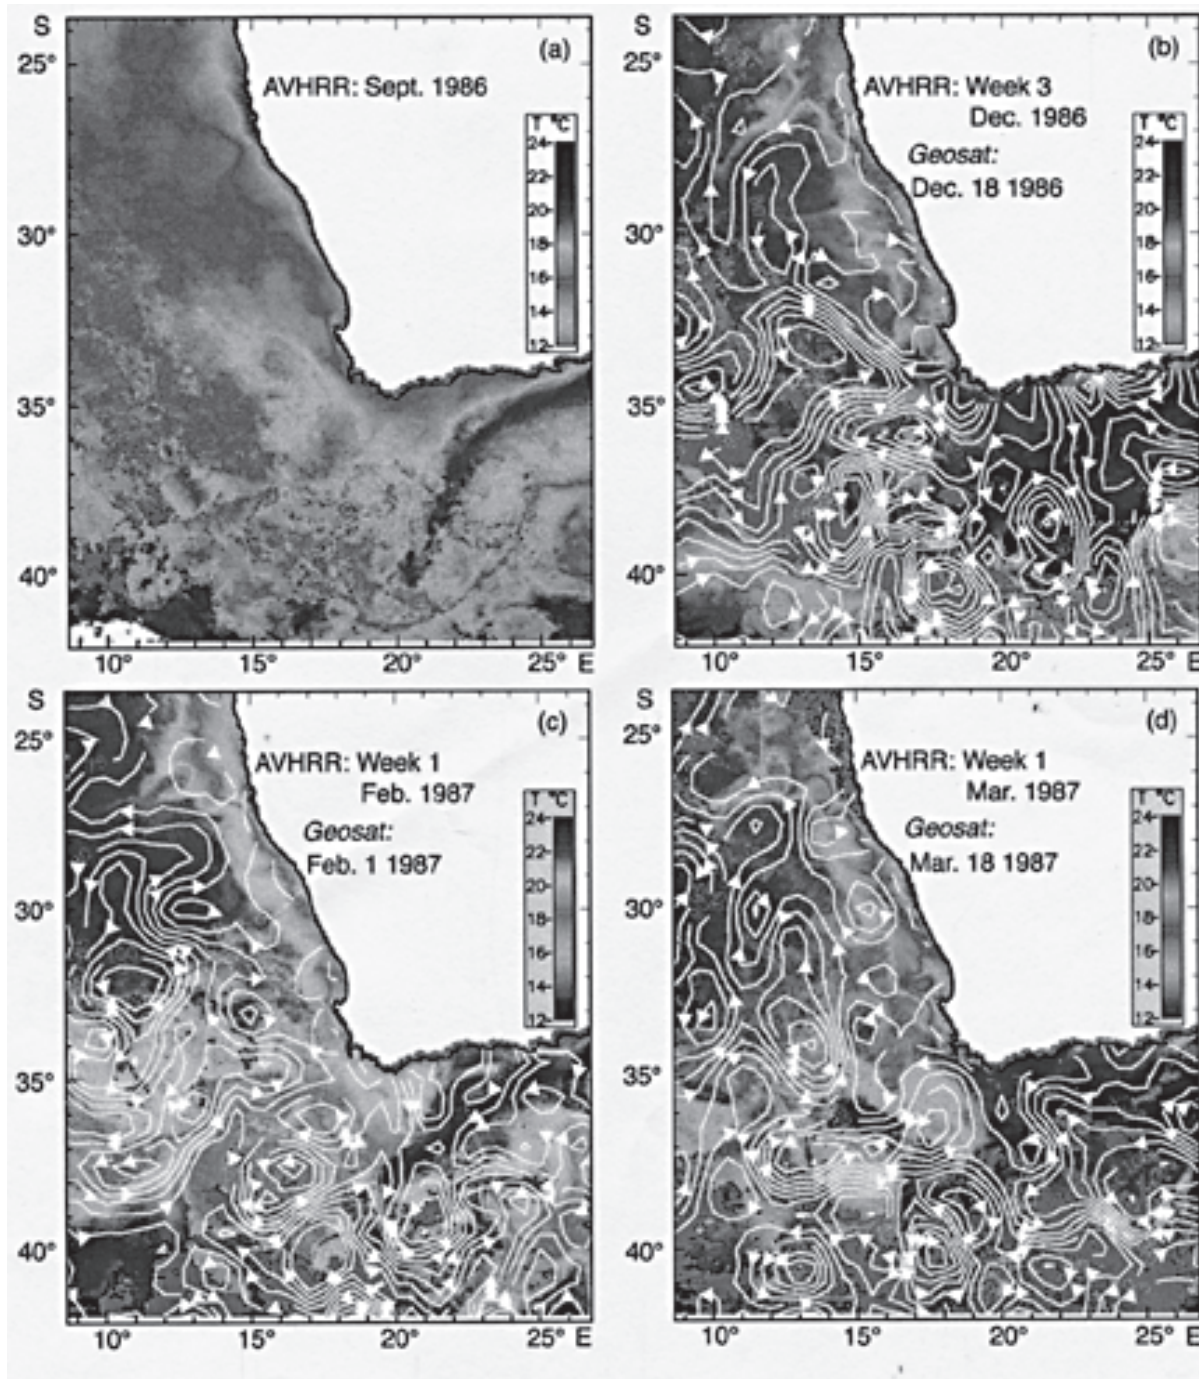 S
(a)
25°
AVHRR: Sept. 1986
T °C
24
22
20
18
16
14
12
30°
35°
40°
10°
15°
20°
25° E
S
(b)
25°
AVHRR: Week 3
Dec. 1986
Geosat:
Dec. 18 1986
T °C
24
22
20
18
16
14
12
30°
35°
40°
10°
15°
20°
25° E
S
(c)
25°
AVHRR: Week 1
Feb. 1987
Geosat:
Feb. 1 1987
T °C
24
22
20
18
16
14
12
30°
35°
40°
10°
15°
20°
25° E
S
(d)
25°
AVHRR: Week 1
Mar. 1987
Geosat:
Mar. 18 1987
T °C
24
22
20
18
16
14
12
30°
35°
40°
10°
15°
20°
25° E